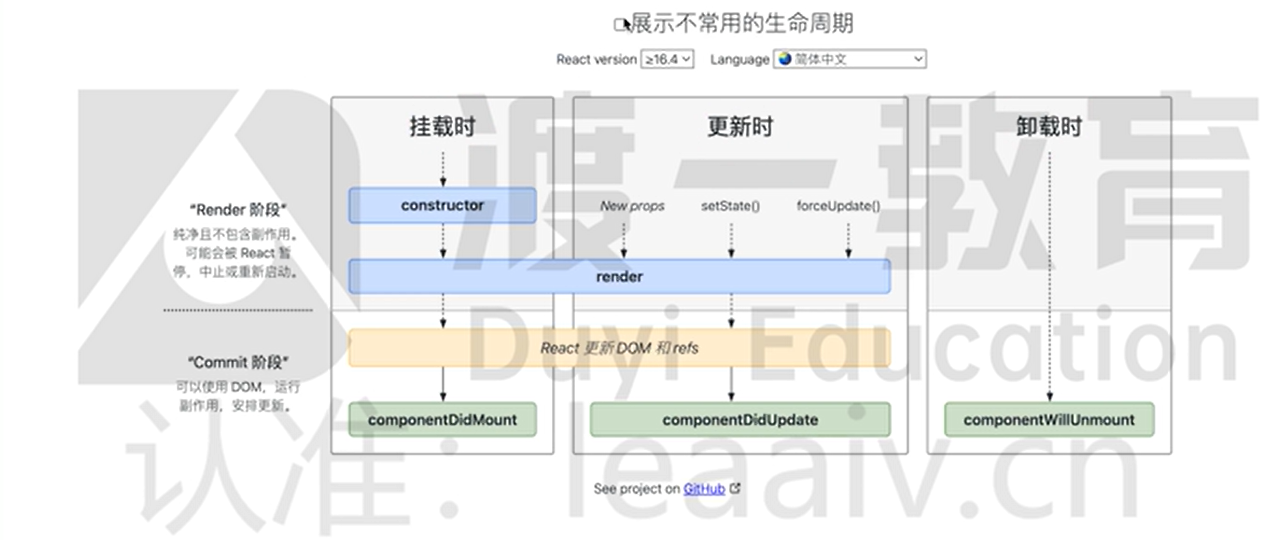 展示不常用的生命周期
React version ≥16.4 Language 简体中文
挂载时 更新时 卸载时
"Render 阶段"
纯净且不包含副作用。
可能会被 React 暂
停，中止或重新启动。
constructor
New props setState() forceUpdate()
render
"Commit 阶段"
可以使用 DOM，运行
副作用，安排更新。
React 更新 DOM 和 refs
componentDidMount componentDidUpdate componentWillUnmount
See project on GitHub
渡一教育
Duyi Education
认准：leaaiv.cn